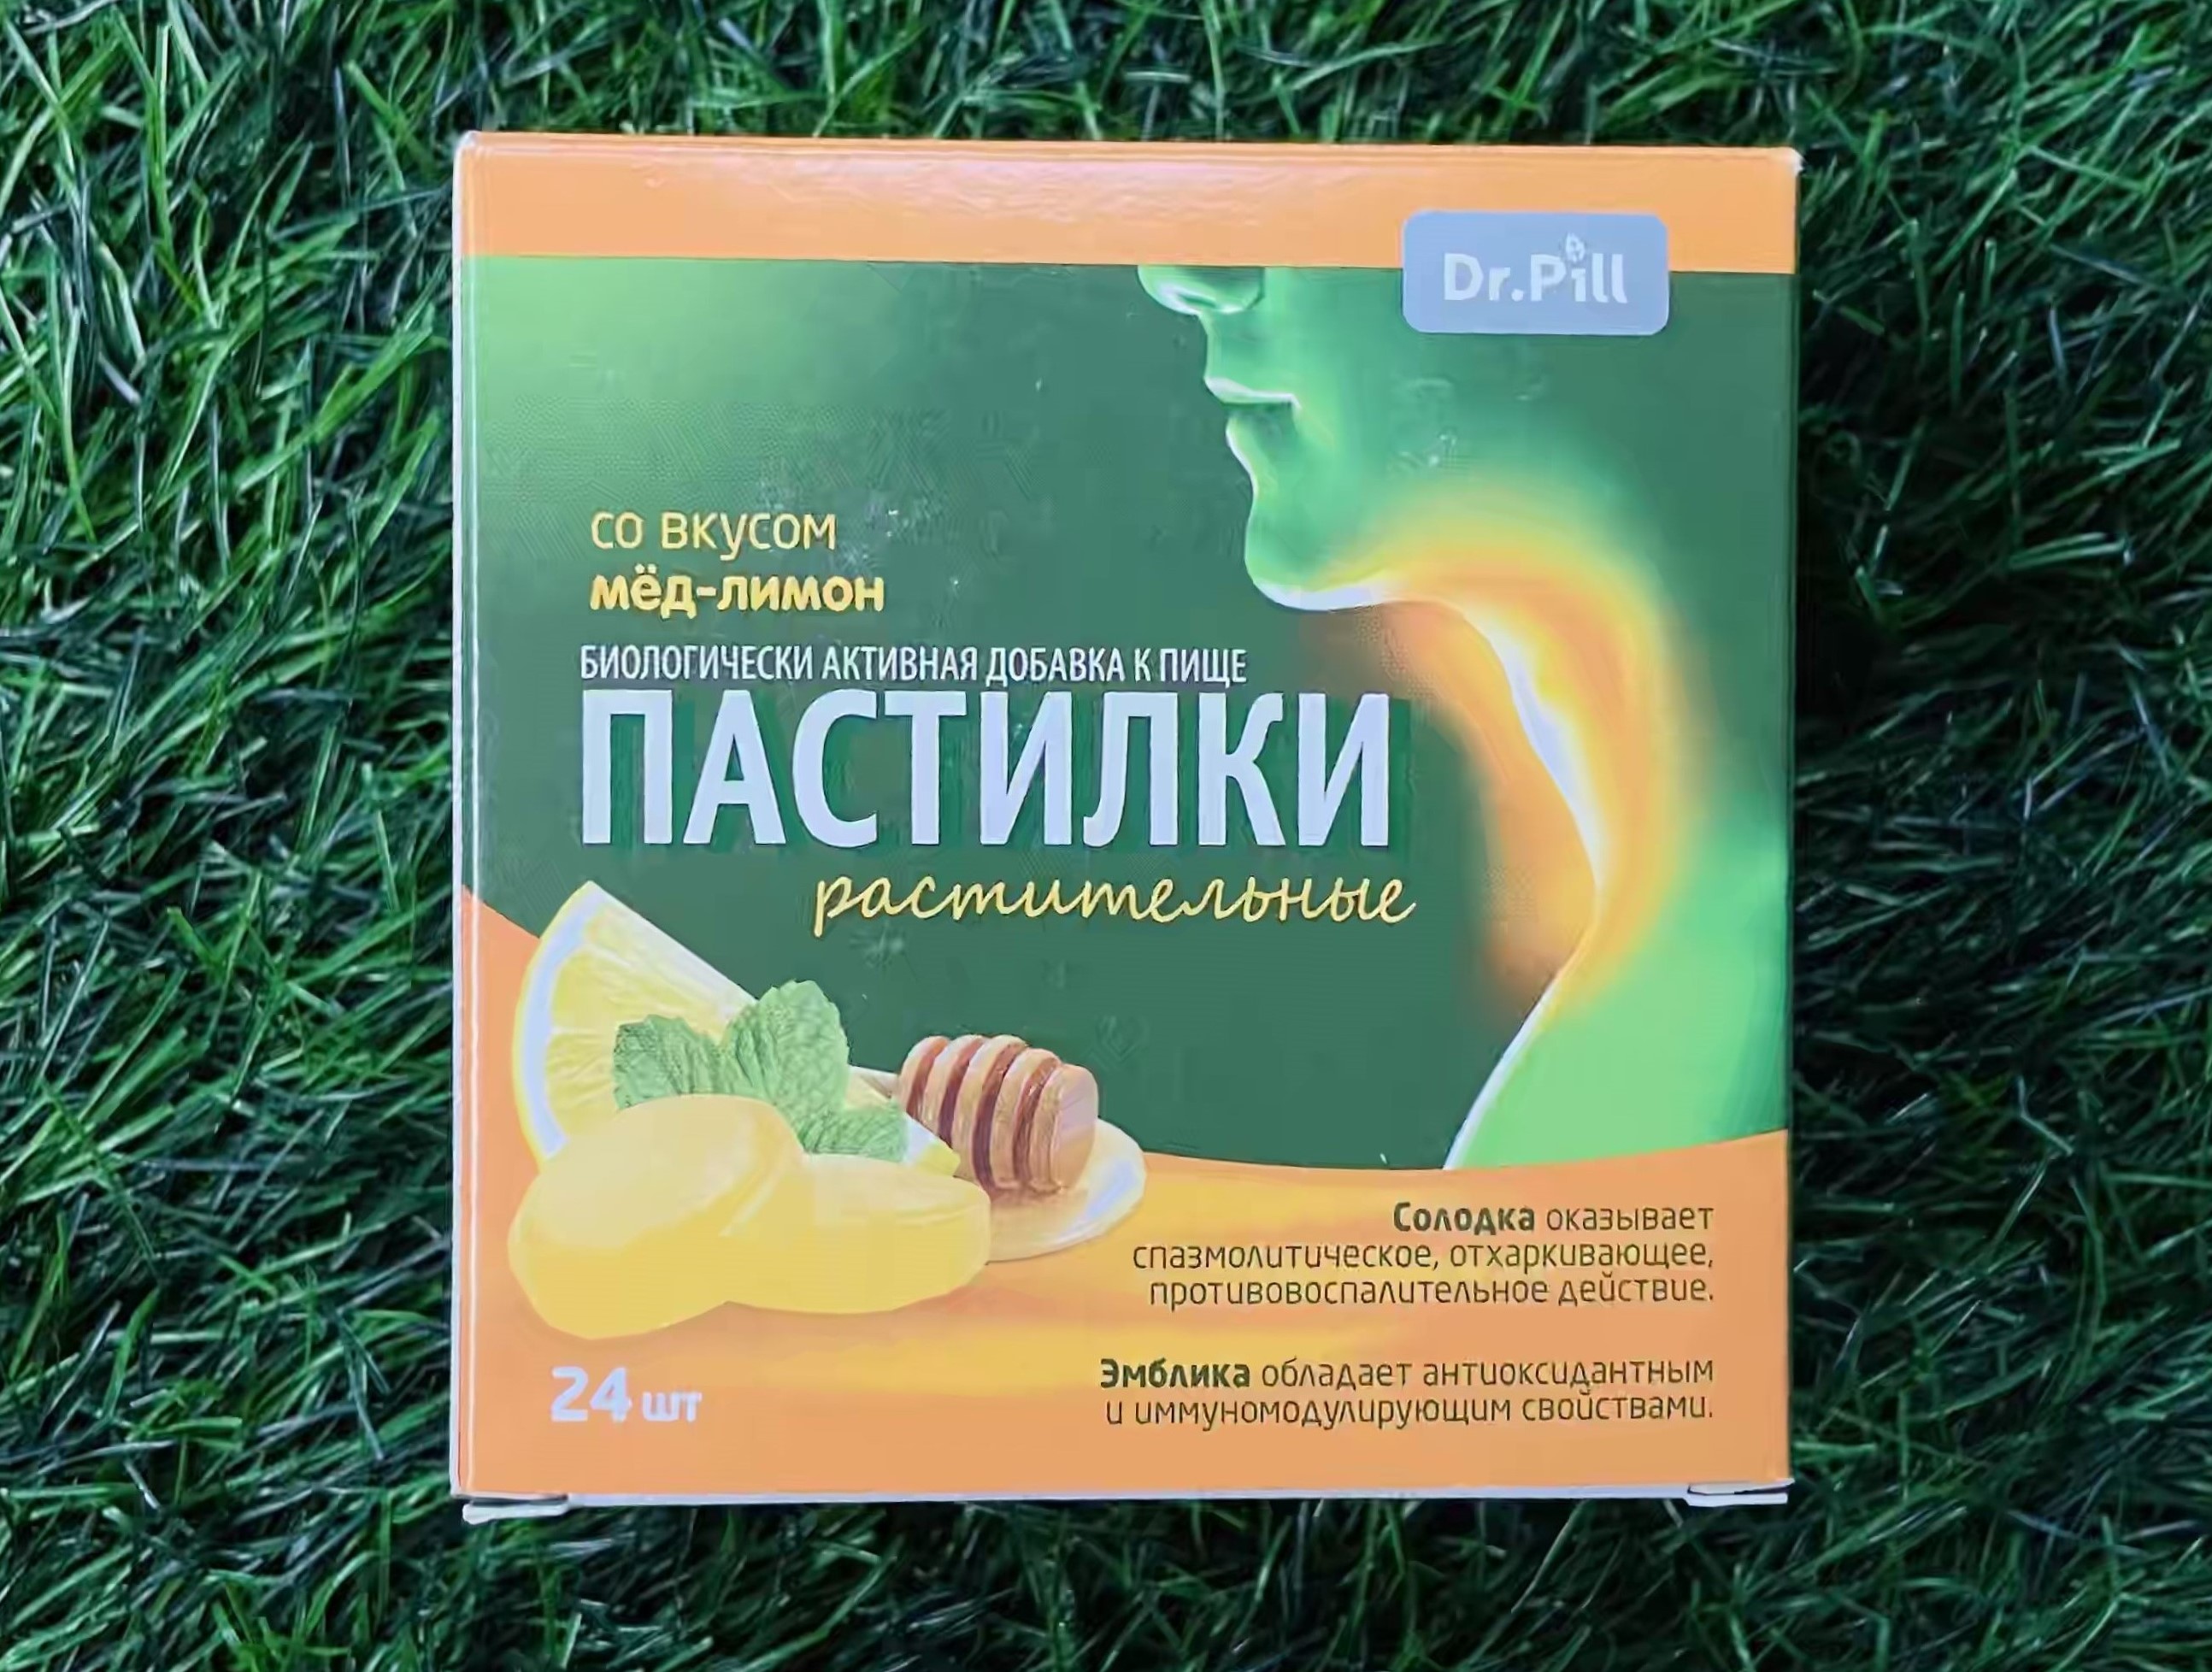 Dr.Pill
со вкусом
мёд-лимон
БИОЛОГИЧЕСКИ АКТИВНАЯ ДОБАВКА К ПИЩЕ
ПАСТИЛКИ
растительные
Солодка оказывает
спазмолитическое, отхаркивающее,
противовоспалительное действие.
Эмблика обладает антиоксидантным
и иммуномодулирующим свойствами.
24 шт